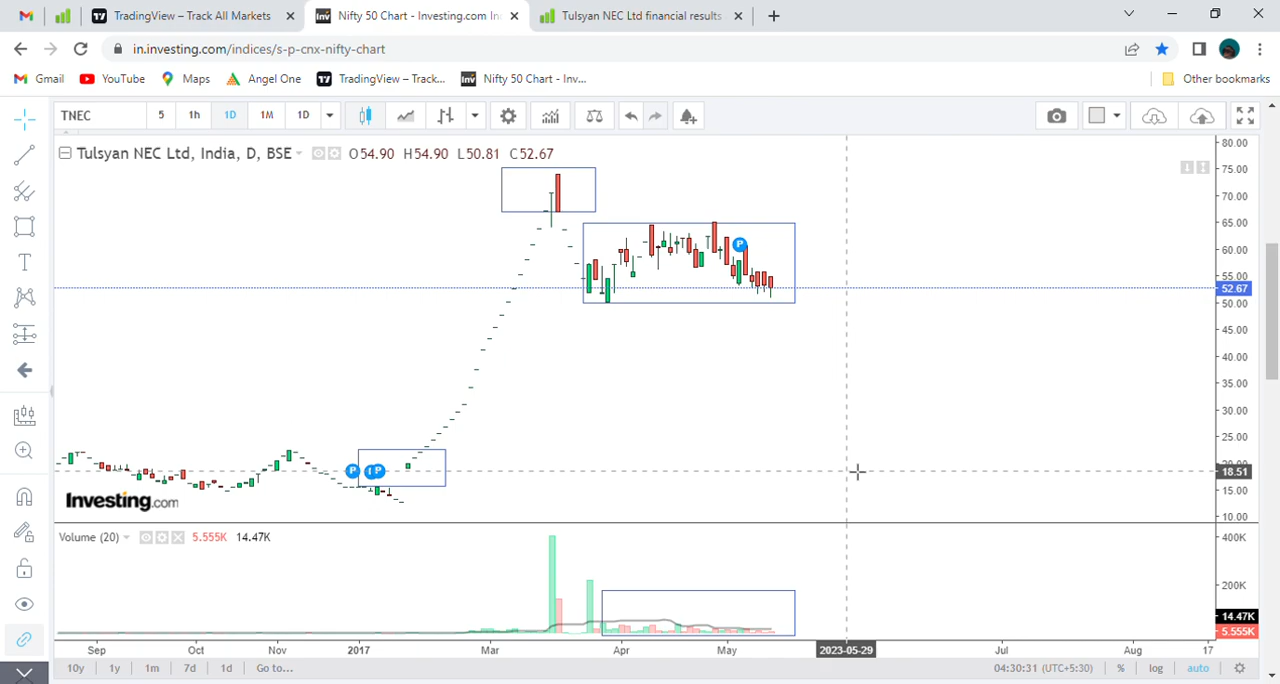 TradingView – Track All Markets
Nifty 50 Chart - Investing.com In
Tulsyan NEC Ltd financial results
in.investing.com/indices/s-p-cnx-nifty-chart
Gmail
YouTube
Maps
Angel One
TradingView – Track...
Nifty 50 Chart - Inv...
Other bookmarks
TNEC
5
1h
1D
1M
1D
Tulsyan NEC Ltd, India, D, BSE
O54.90 H54.90 L50.81 C52.67
80.00
75.00
70.00
65.00
60.00
55.00
52.67
50.00
45.00
40.00
35.00
30.00
25.00
20.00
18.51
15.00
10.00
P
P
P
Investing.com
Volume (20)
5.555K
14.47K
400K
200K
14.47K
5.555K
Sep
Oct
Nov
2017
Mar
Apr
May
2023-05-29
Jul
Aug
17
10y
1y
1m
7d
1d
Go to...
04:30:31 (UTC+5:30)
%
log
auto